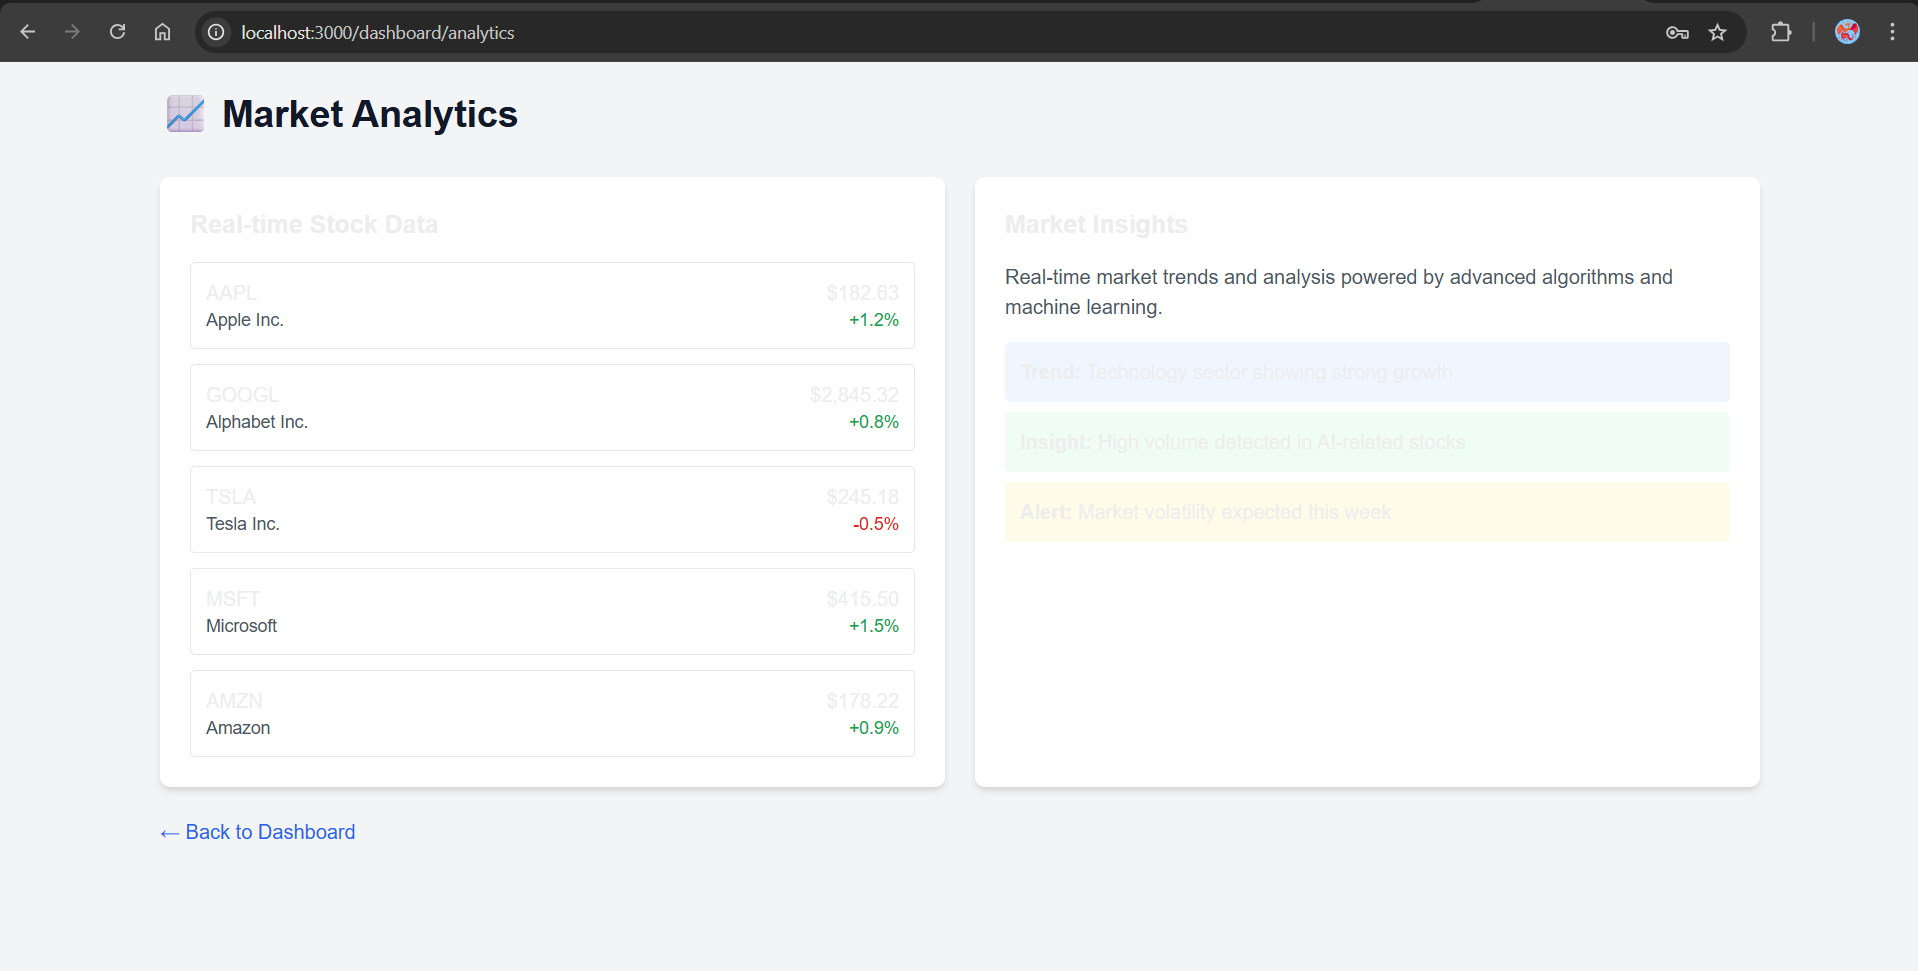 localhost:3000/dashboard/analytics
Market Analytics
Real-time Stock Data
AAPL $182.63
Apple Inc. +1.2%
GOOGL $2,845.32
Alphabet Inc. +0.8%
TSLA $245.18
Tesla Inc. -0.5%
MSFT $415.50
Microsoft +1.5%
AMZN $178.22
Amazon +0.9%
Market Insights
Real-time market trends and analysis powered by advanced algorithms and
machine learning.
Trend: Technology sector showing strong growth
Insight: High volume detected in AI-related stocks
Alert: Market volatility expected this week
← Back to Dashboard